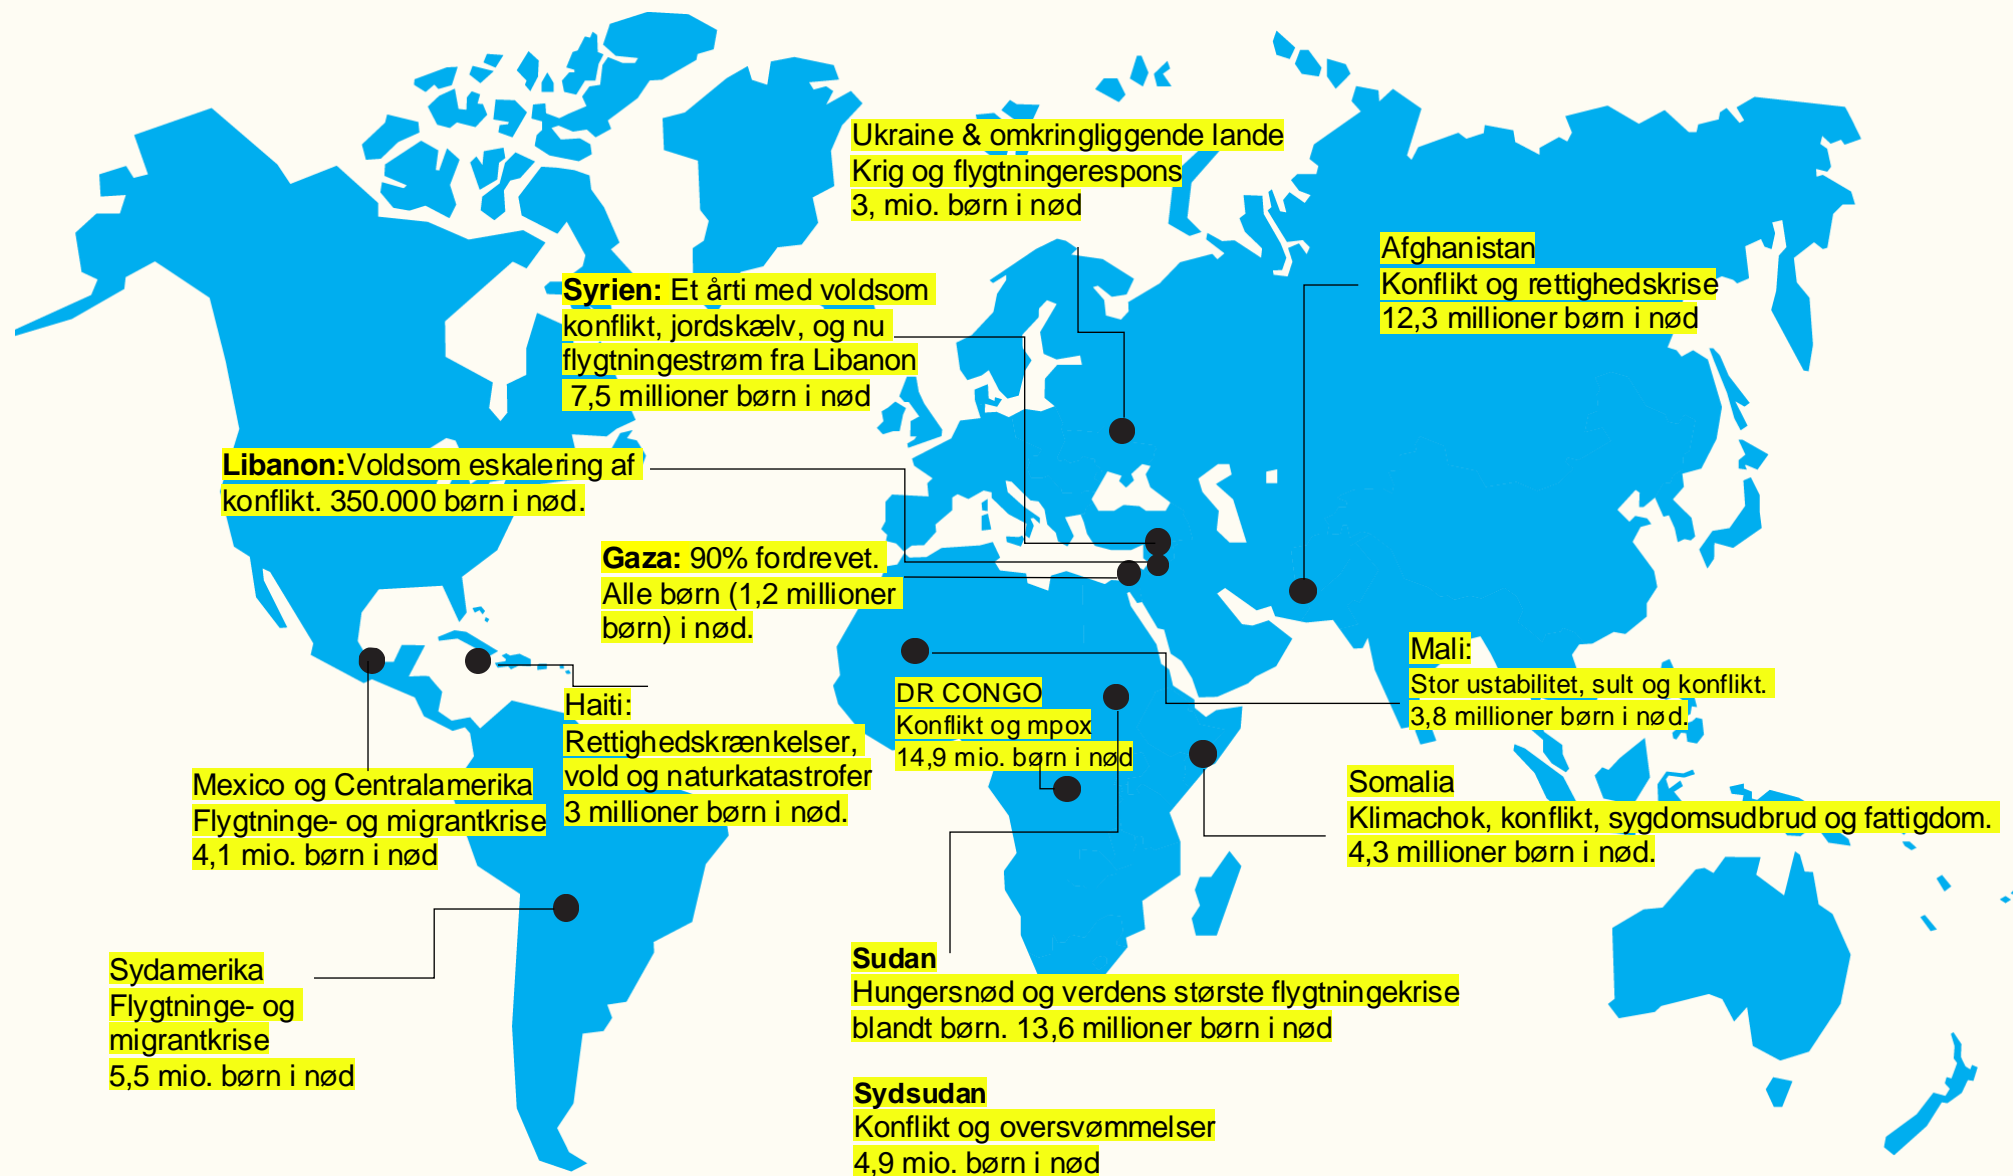 Ukraine & omkringliggende lande
Krig og flygtningerespons
3, mio. børn i nød
Afghanistan
Konflikt og rettighedskrise
12,3 millioner børn i nød
Syrien: Et årti med voldsom
konflikt, jordskælv, og nu
flygtningestrøm fra Libanon
7,5 millioner børn i nød
Libanon:Voldsom eskalering af
konflikt. 350.000 børn i nød.
Gaza: 90% fordrevet.
Alle børn (1,2 millioner
børn) i nød.
Mali:
Stor ustabilitet, sult og konflikt.
3,8 millioner børn i nød.
DR CONGO
Konflikt og mpox
14,9 mio. børn i nød
Haiti:
Rettighedskrænkelser,
vold og naturkatastrofer
3 millioner børn i nød.
Mexico og Centralamerika
Flygtninge- og migrantkrise
4,1 mio. børn i nød
Somalia
Klimachok, konflikt, sygdomsudbrud og fattigdom.
4,3 millioner børn i nød.
Sydamerika
Flygtninge- og
migrantkrise
5,5 mio. børn i nød
Sudan
Hungersnød og verdens største flygtningekrise
blandt børn. 13,6 millioner børn i nød
Sydsudan
Konflikt og oversvømmelser
4,9 mio. børn i nød